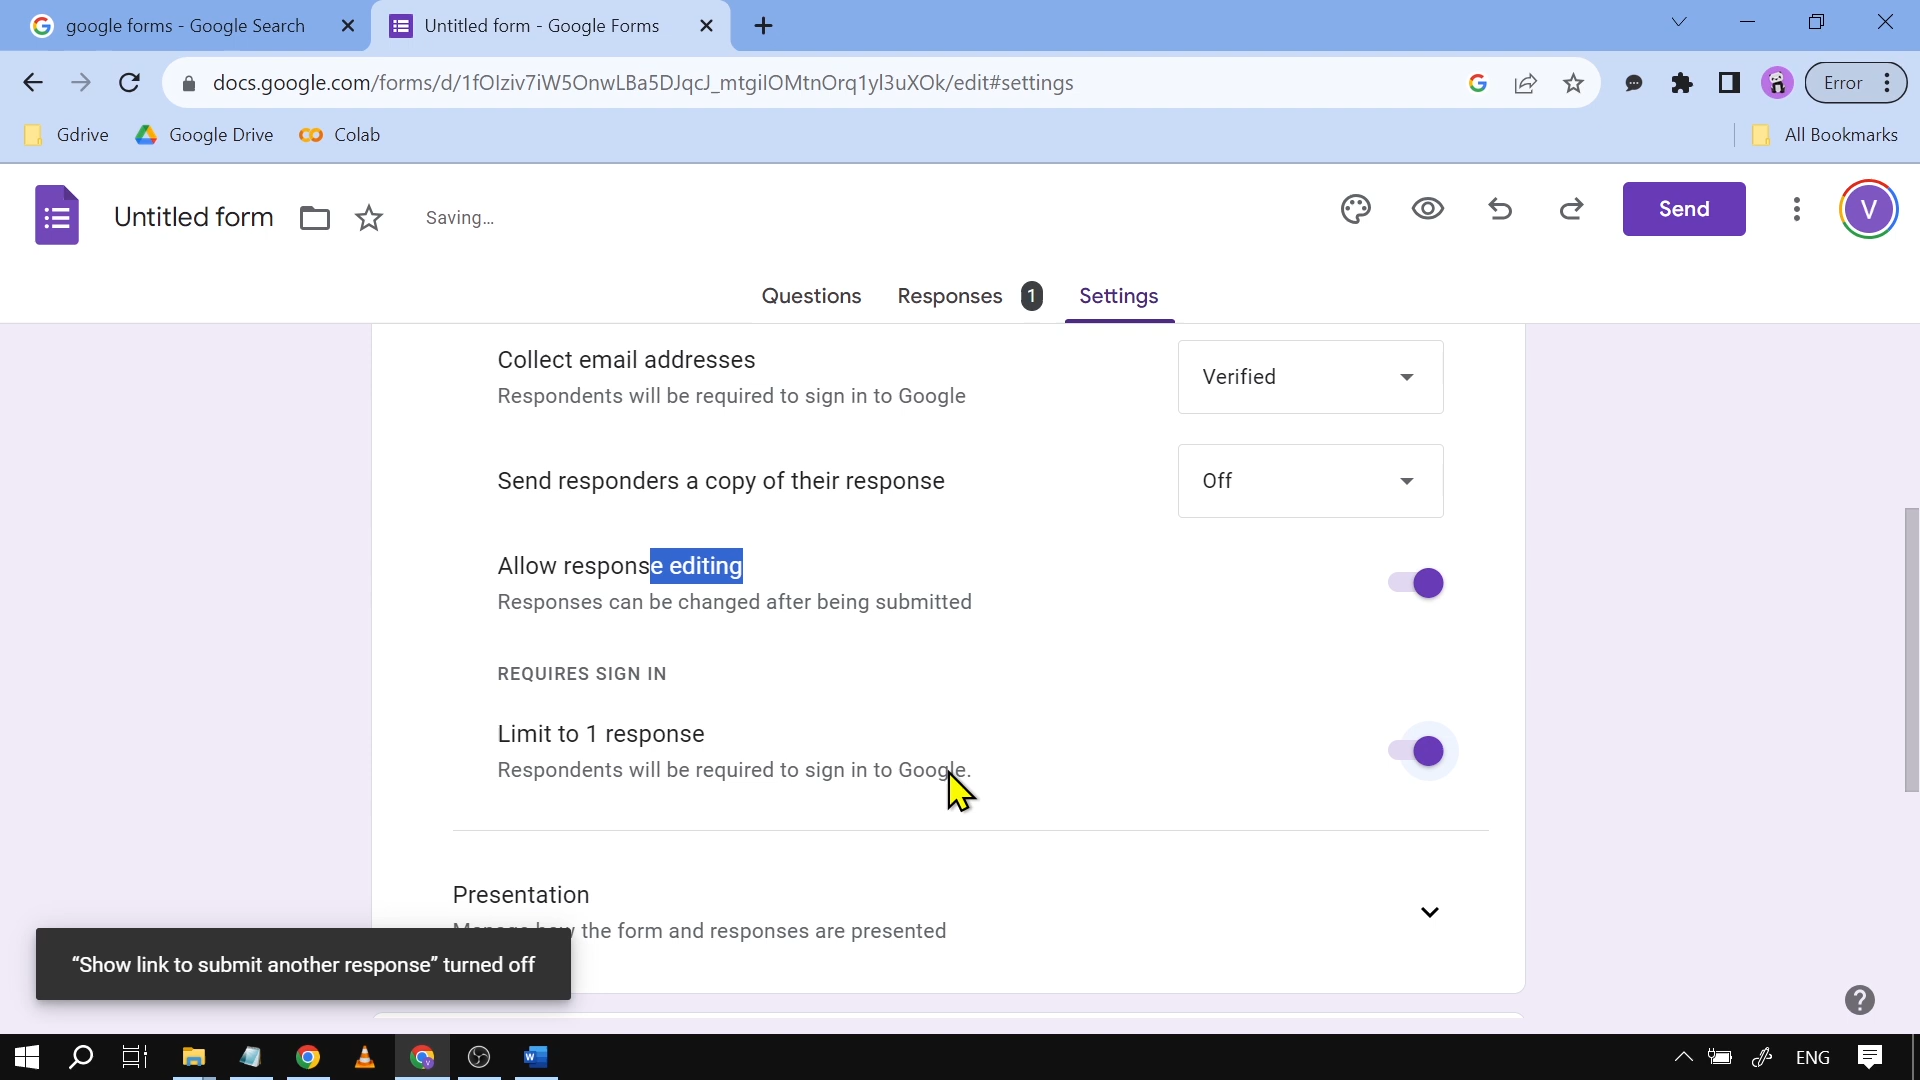 google forms - Google Search
Untitled form - Google Forms
docs.google.com/forms/d/1fOlziv7iW5OnwLBa5DJqcJ_mtgilOMtnOrq1yl3uXOk/edit#settings
Error
Gdrive
Google Drive
Colab
All Bookmarks
Untitled form
Saving...
Send
V
Questions
Responses 1
Settings
Collect email addresses
Respondents will be required to sign in to Google
Verified
Send responders a copy of their response
Off
Allow response editing
Responses can be changed after being submitted
REQUIRES SIGN IN
Limit to 1 response
Respondents will be required to sign in to Google.
Presentation
the form and responses are presented
“Show link to submit another response” turned off
ENG